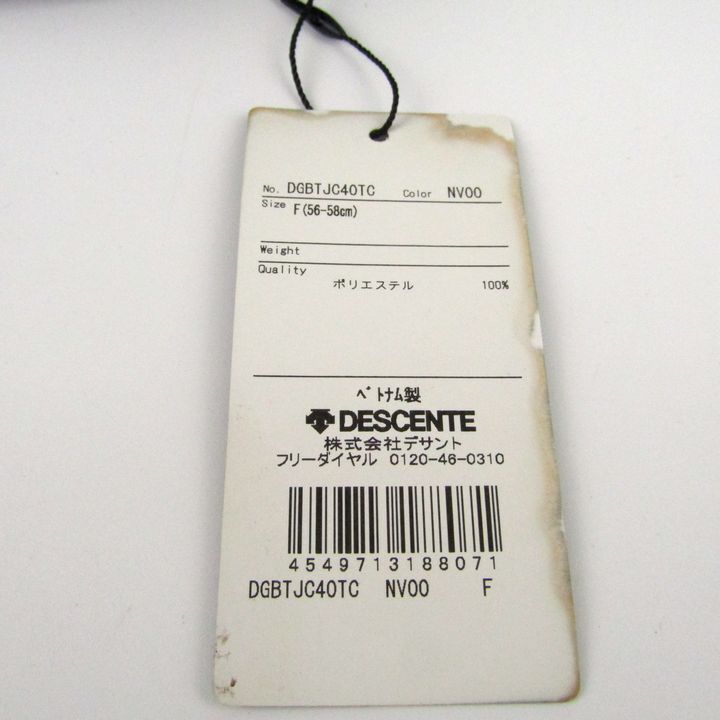 No. DGBTJC40TC Color NV00
Size F(56-58cm)
Weight
Quality
ポリエステル 100%
ﾍﾞﾄﾅﾑ製
DESCENTE
株式会社デサント
フリーダイヤル 0120-46-0310
4549713188071
DGBTJC40TC NV00 F